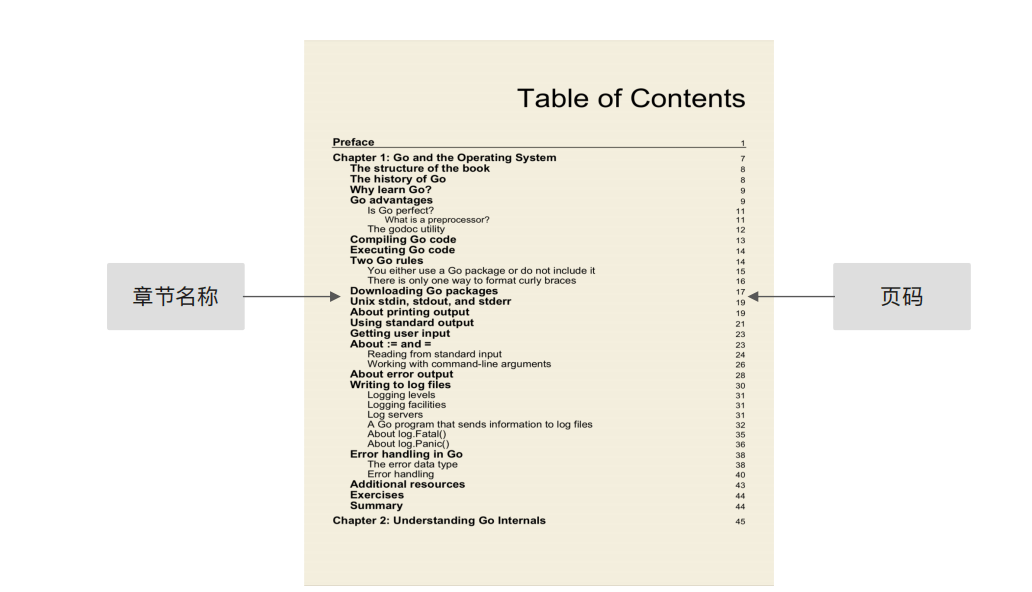 Table of Contents
Preface 1
Chapter 1: Go and the Operating System 7
The structure of the book 8
The history of Go 8
Why learn Go? 9
Go advantages 9
Is Go perfect? 11
What is a preprocessor? 11
The godoc utility 12
Compiling Go code 13
Executing Go code 14
Two Go rules 14
You either use a Go package or do not include it 15
There is only one way to format curly braces 16
章节名称
Downloading Go packages 17
页码
Unix stdin, stdout, and stderr 19
About printing output 19
Using standard output 21
Getting user input 23
About := and = 23
Reading from standard input 24
Working with command-line arguments 26
About error output 28
Writing to log files 30
Logging levels 31
Logging facilities 31
Log servers 31
A Go program that sends information to log files 32
About log.Fatal() 35
About log.Panic() 36
Error handling in Go 38
The error data type 38
Error handling 40
Additional resources 43
Exercises 44
Summary 44
Chapter 2: Understanding Go Internals 45